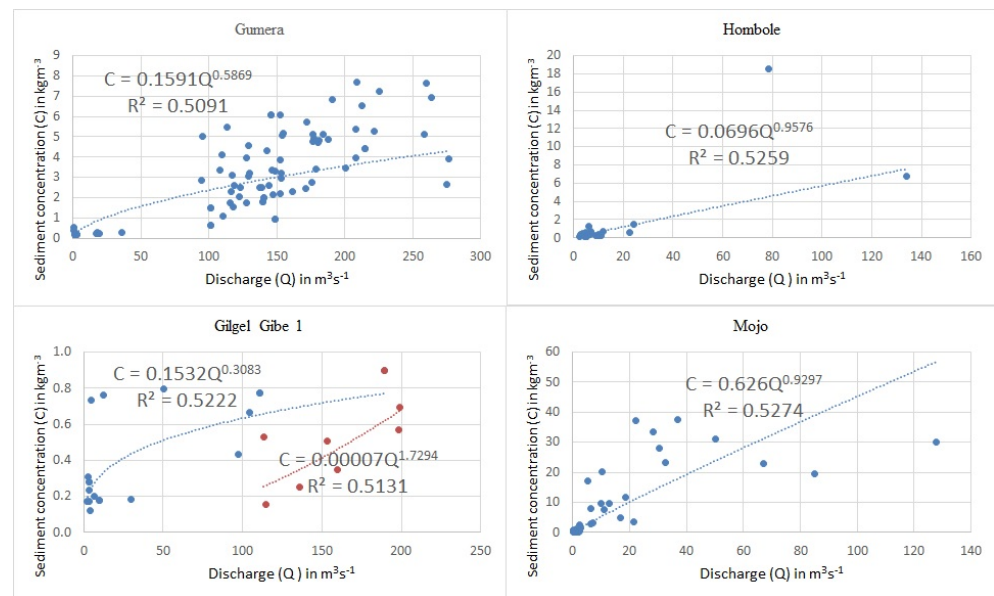 Gumera
Sediment concentration (C) in kgm-³
9
8
7
6
5
4
3
2
1
0
C = 0.1591Q^0.5869
R² = 0.5091
0 50 100 150 200 250 300
Discharge (Q) in m³s⁻¹
Hombole
Sediment concentration (C) in kgm-³
20
18
16
14
12
10
8
6
4
2
0
C = 0.0696Q^0.9576
R² = 0.5259
0 20 40 60 80 100 120 140 160
Discharge (Q ) in m³s⁻¹
Gilgel Gibe 1
Sediment concentration (C) in kgm-³
1.0
0.8
0.6
0.4
0.2
0.0
C = 0.1532Q^0.3083
R² = 0.5222
C = 0.00007Q^1.7294
R² = 0.5131
0 50 100 150 200 250
Discharge (Q ) in m³s⁻¹
Mojo
Sediment concentration (C) in kgm-³
60
50
40
30
20
10
0
C = 0.626Q^0.9297
R² = 0.5274
0 20 40 60 80 100 120 140
Discharge (Q ) in m³s⁻¹